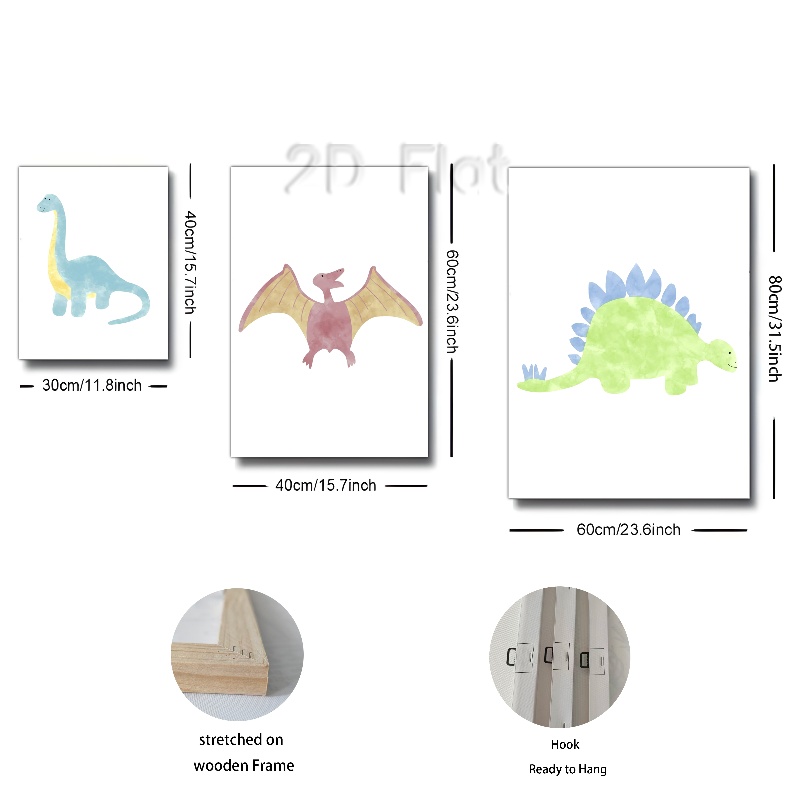 2D Flat
40cm/15.7inch
30cm/11.8inch
60cm/23.6inch
40cm/15.7inch
80cm/31.5inch
60cm/23.6inch
stretched on
wooden Frame
Hook
Ready to Hang